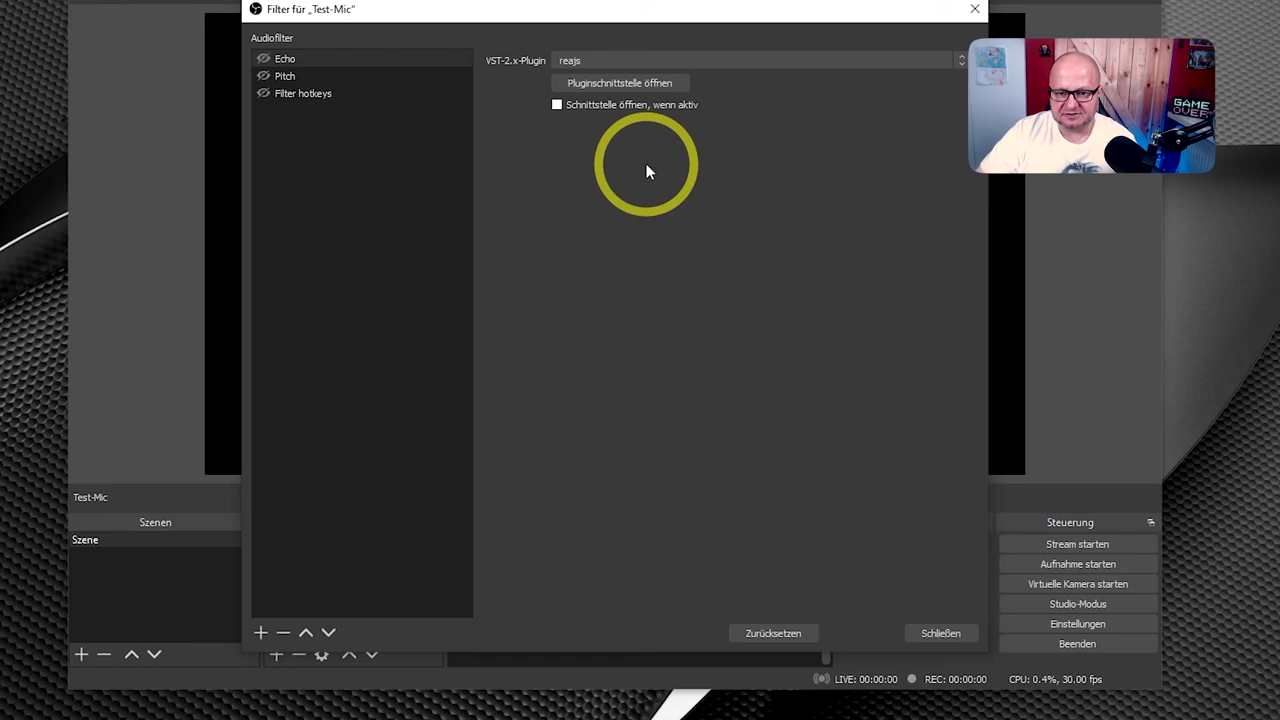 Filter für „Test-Mic“
Audiofilter
Echo
Pitch
Filter hotkeys
VST-2.x-Plugin
reajs
Pluginschnittstelle öffnen
Schnittstelle öffnen, wenn aktiv
GAME
OVER
Zurücksetzen
Schließen
Test-Mic
Szenen
Szene
Steuerung
Stream starten
Aufnahme starten
Virtuelle Kamera starten
Studio-Modus
Einstellungen
Beenden
LIVE: 00:00:00
REC: 00:00:00
CPU: 0.4%, 30.00 fps